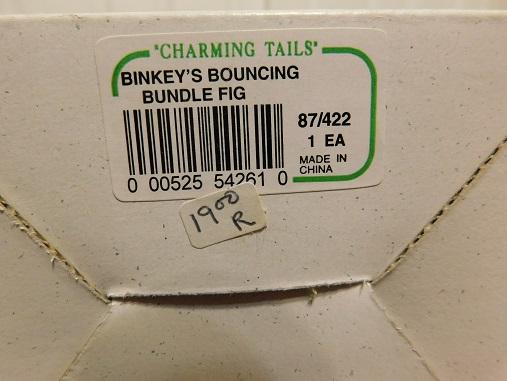 "CHARMING TAILS"
BINKEY'S BOUNCING
BUNDLE FIG
87/422
1 EA
MADE IN
CHINA
0 00525 54261 0
1900
R